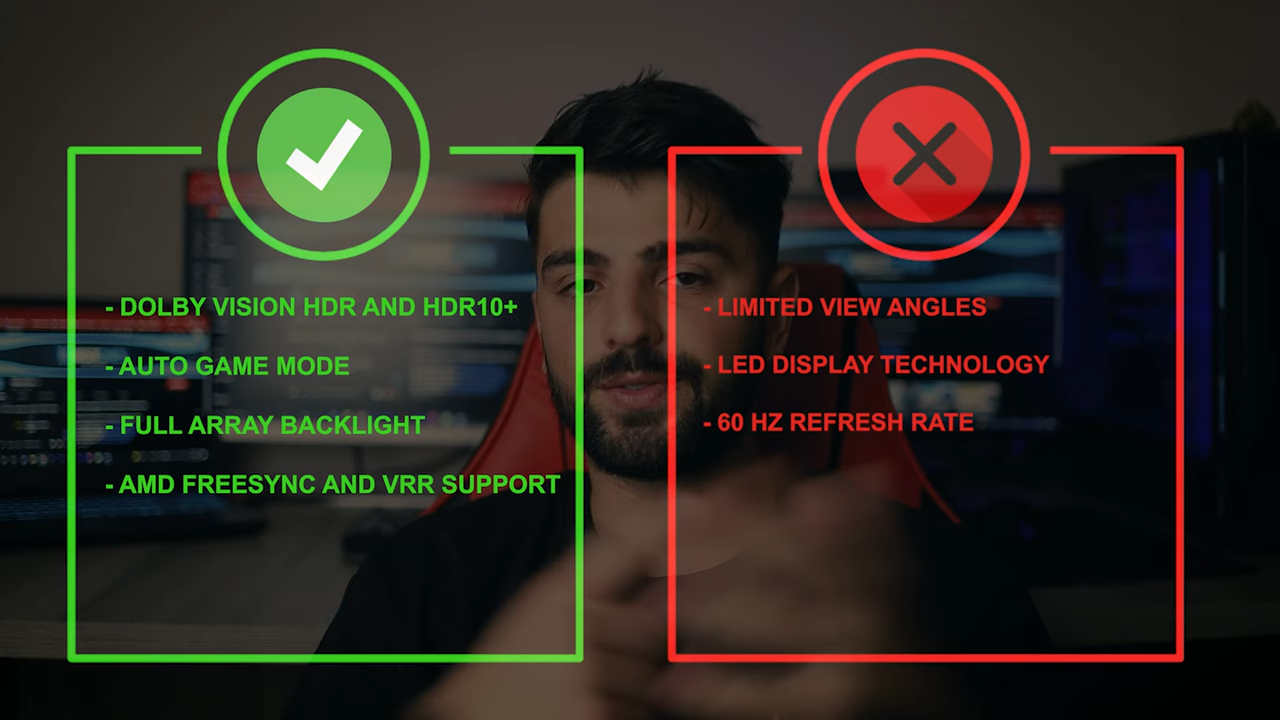 - DOLBY VISION HDR AND HDR10+
- AUTO GAME MODE
- FULL ARRAY BACKLIGHT
- AMD FREESYNC AND VRR SUPPORT
- LIMITED VIEW ANGLES
- LED DISPLAY TECHNOLOGY
- 60 HZ REFRESH RATE